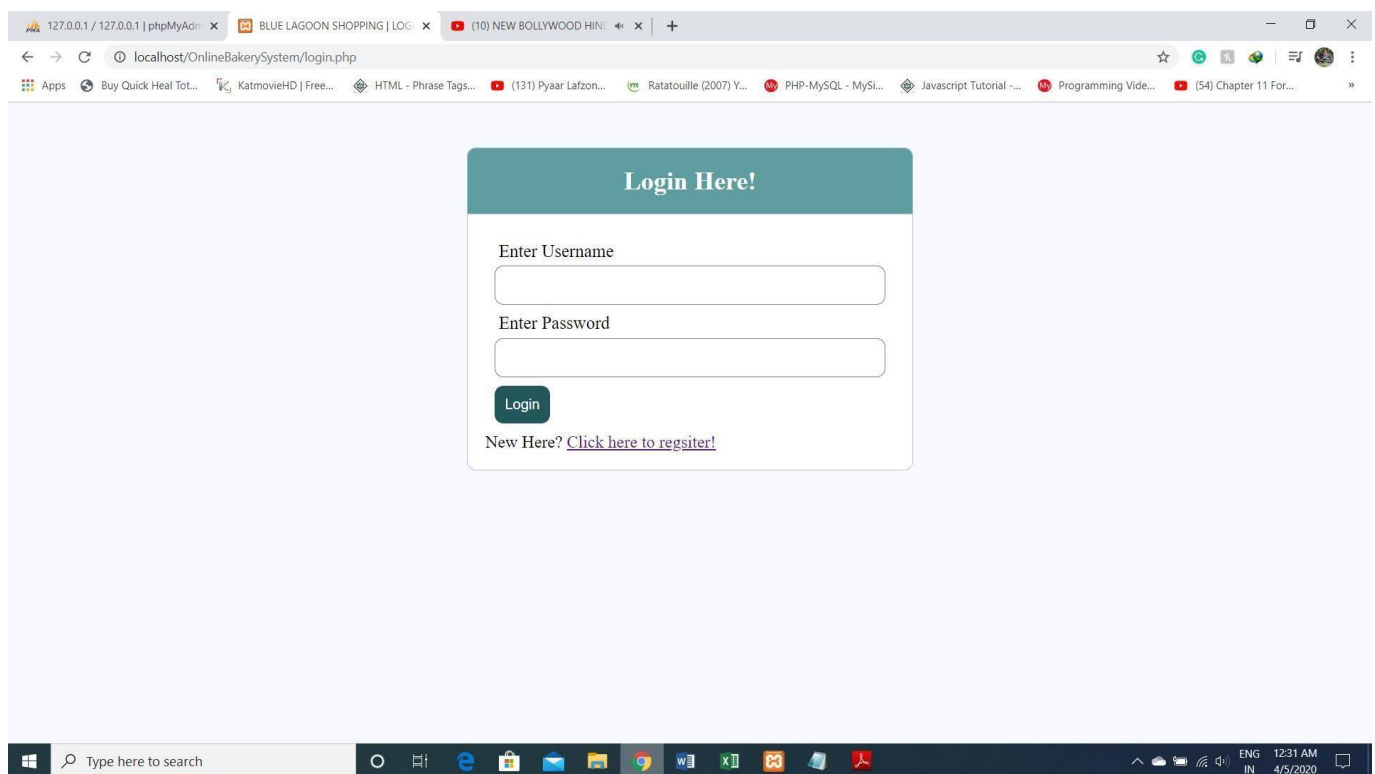 127.0.0.1 / 127.0.0.1 | phpMyAdm
BLUE LAGOON SHOPPING | LOG
(10) NEW BOLLYWOOD HIND
localhost/OnlineBakerySystem/login.php
Apps Buy Quick Heal Tot... KatmovieHD | Free... HTML - Phrase Tags... (131) Pyaar Lafzon... Ratatouille (2007) Y... PHP-MySQL - MySi... Javascript Tutorial -... Programming Vide... (54) Chapter 11 For... »
Login Here!
Enter Username
Enter Password
Login
New Here? Click here to regsiter!
Type here to search
ENG 12:31 AM
IN 4/5/2020